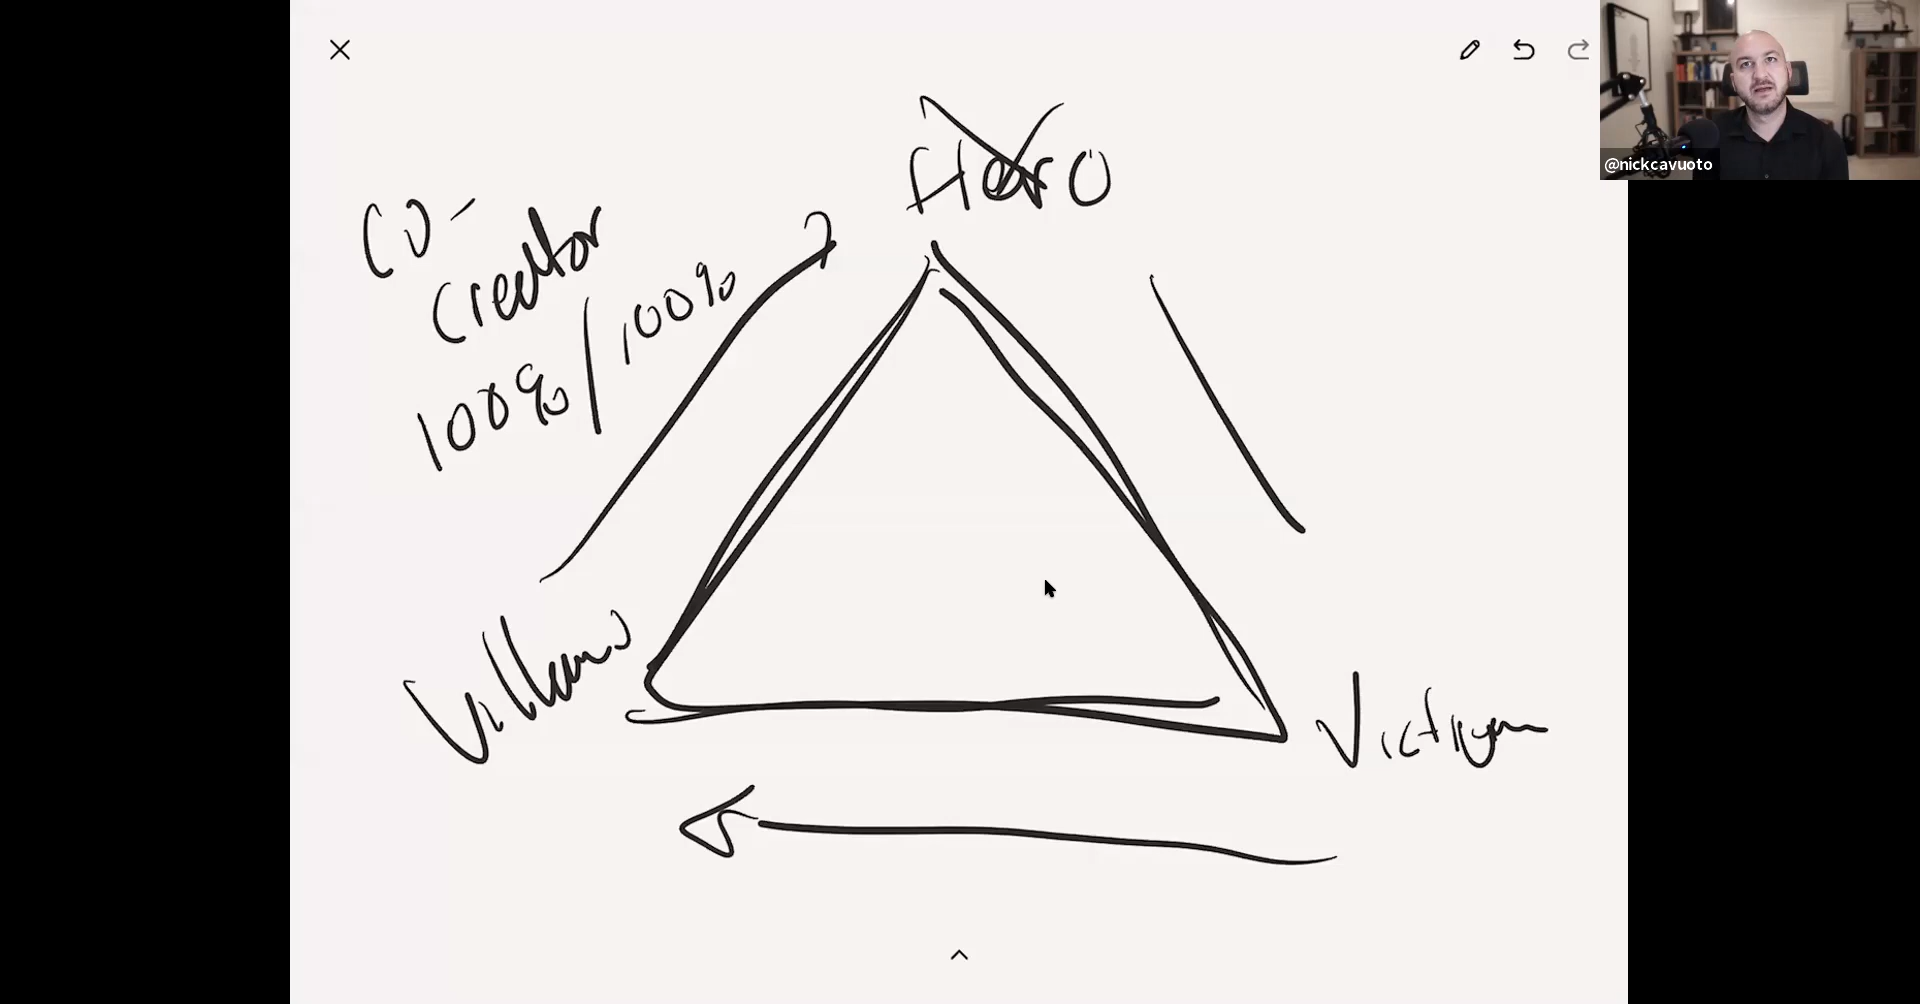 Hero
Co-
Creator
100% / 100%
Villain
Victim
@nickcavuoto